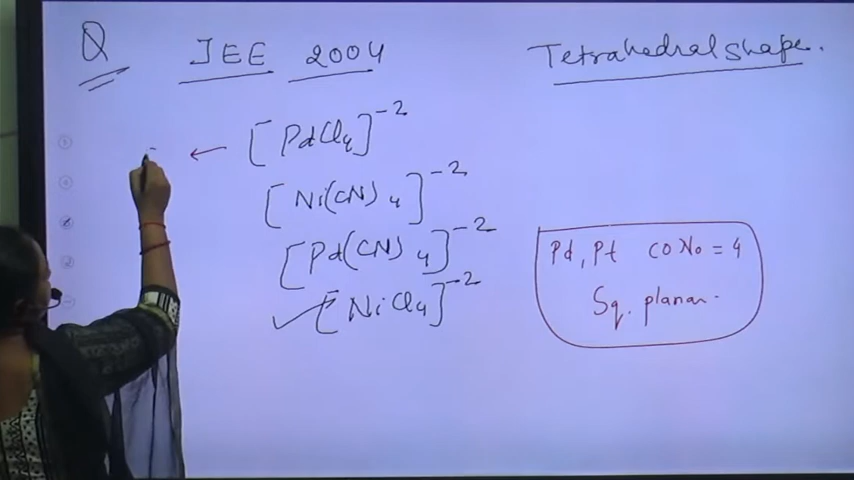 Q JEE 2004 Tetrahedral shape.
[PdCl4]-2
[Ni(CN)4]-2
[Pd(CN)4]-2
[NiCl4]-2
Pd, Pt CO No = 4
Sq. planar.